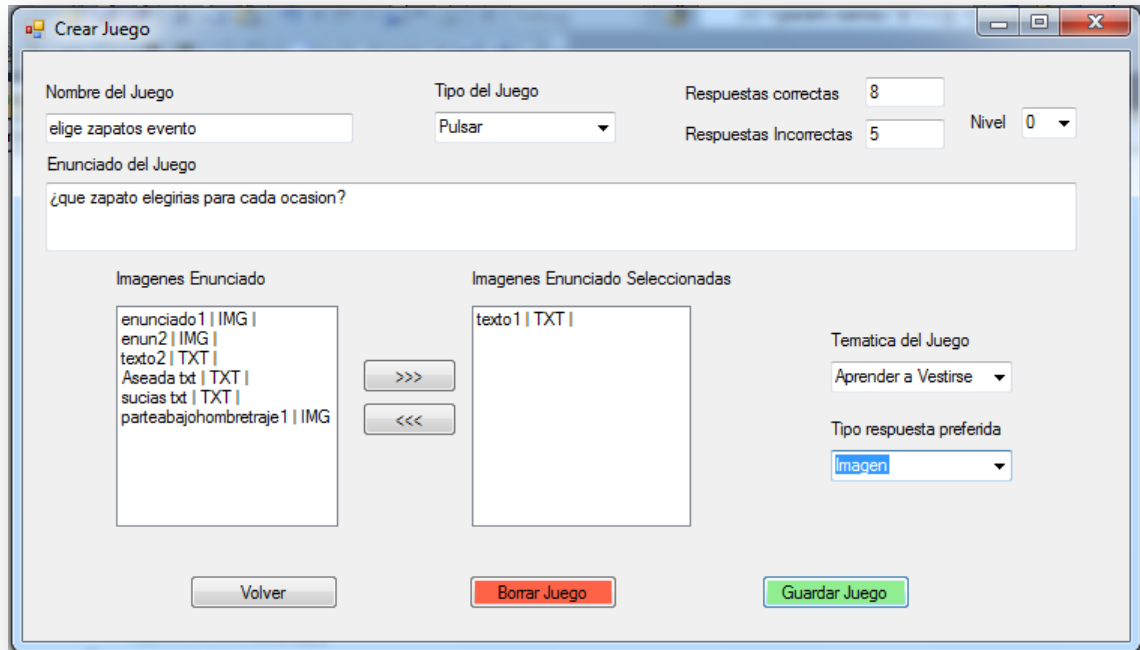 Crear Juego
Nombre del Juego
Tipo del Juego
Respuestas correctas
8
elige zapatos evento
Pulsar
Respuestas Incorrectas
5
Nivel
0
Enunciado del Juego
¿que zapato elegirias para cada ocasion?
Imagenes Enunciado
Imagenes Enunciado Seleccionadas
enunciado1 | IMG |
enun2 | IMG |
texto2 | TXT |
Aseada txt | TXT |
sucias txt | TXT |
parteabajohombretraje1 | IMG
>>>
<<<
texto1 | TXT |
Tematica del Juego
Aprender a Vestirse
Tipo respuesta preferida
Imagen
Volver
Borrar Juego
Guardar Juego